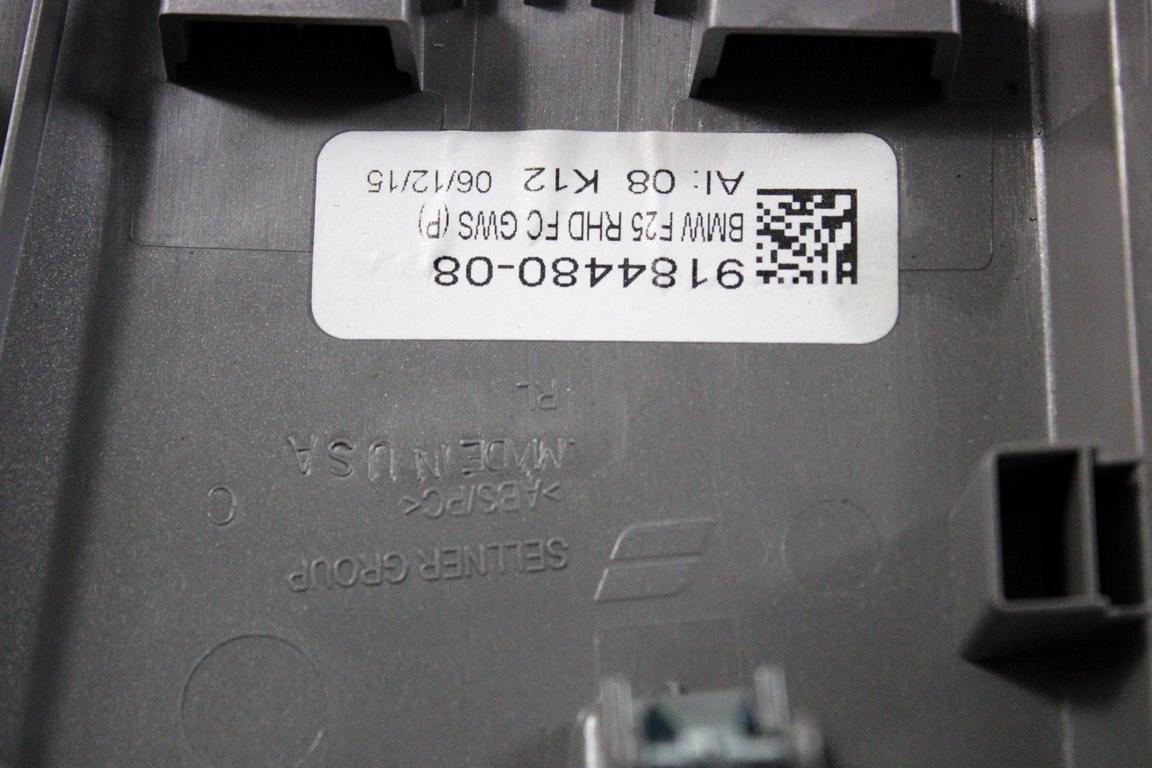 SELLNER GROUP
>ABS/PC<
C
.MADE IN U S A
RL
9184480-08
BMW F25 RHD FC GWS (P)
AI: 08 K12 06/12/15